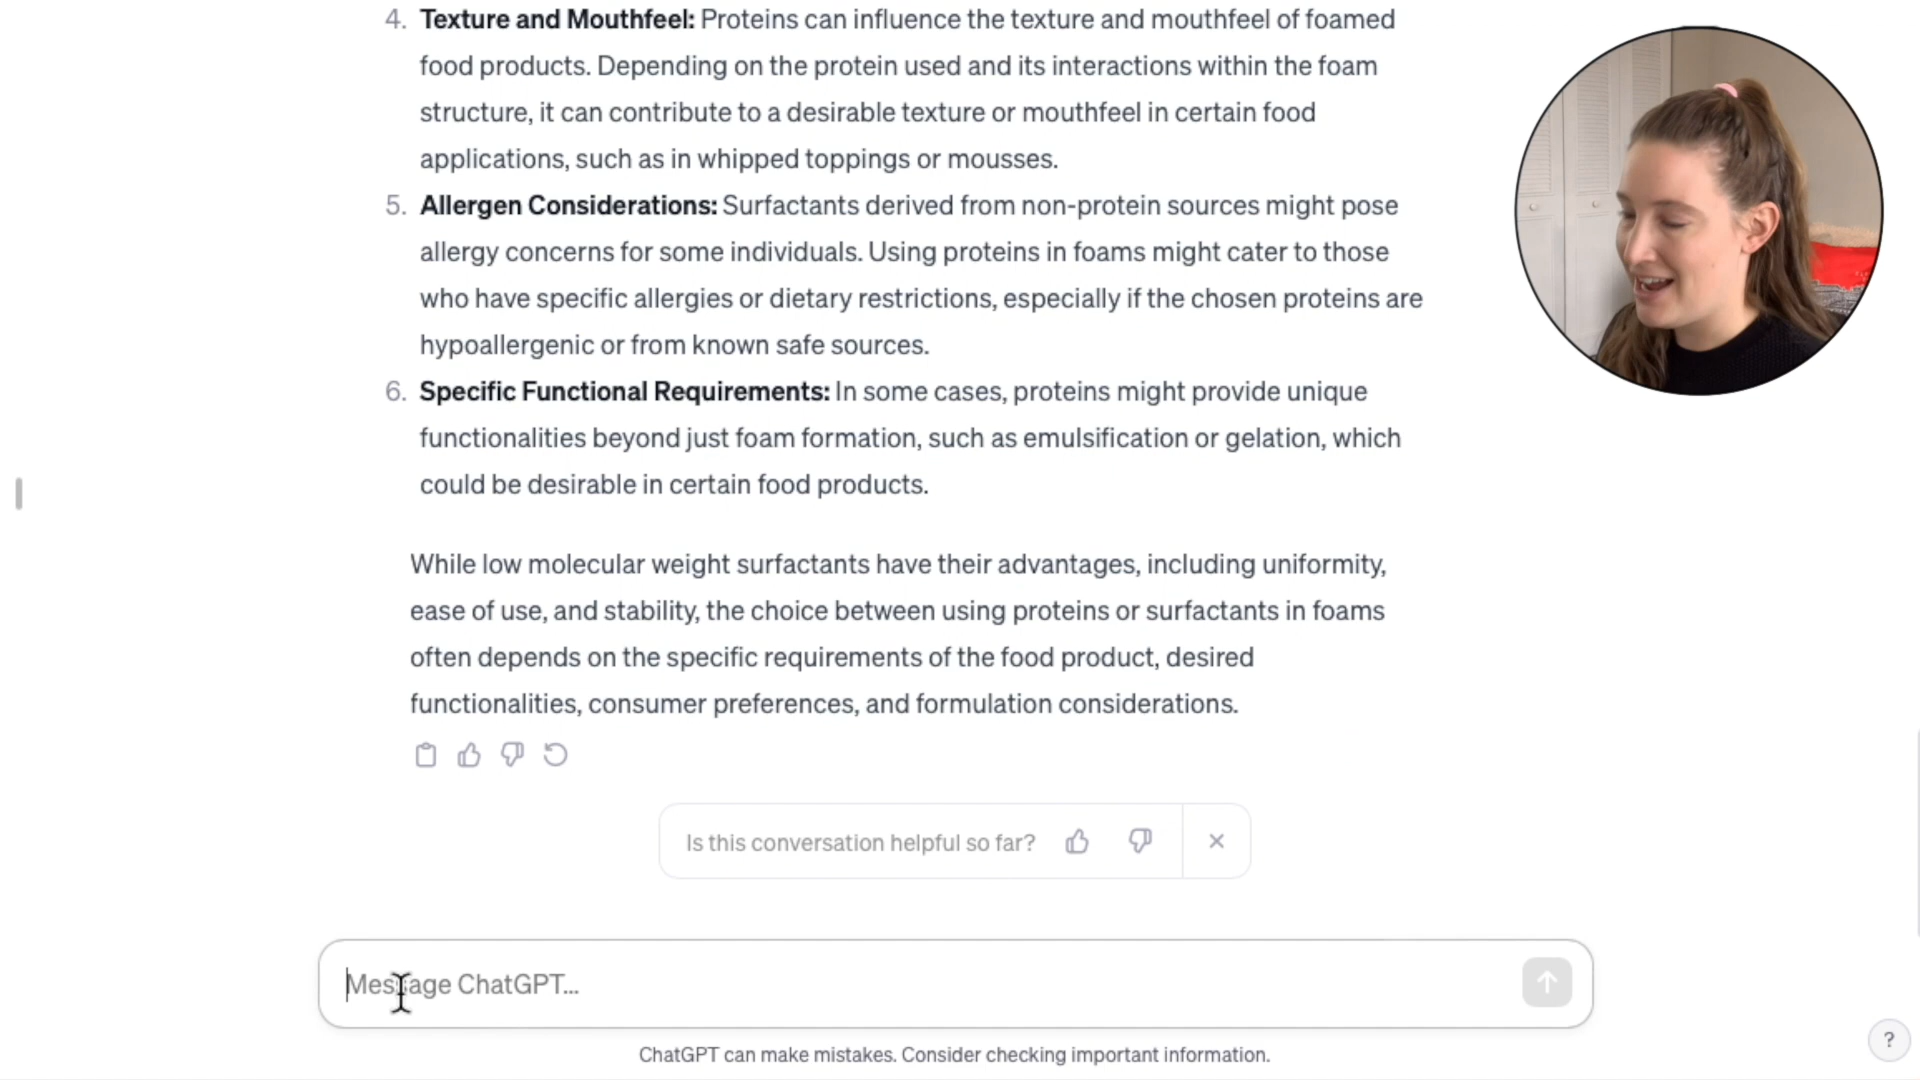 4. Texture and Mouthfeel: Proteins can influence the texture and mouthfeel of foamed
food products. Depending on the protein used and its interactions within the foam
structure, it can contribute to a desirable texture or mouthfeel in certain food
applications, such as in whipped toppings or mousses.
5. Allergen Considerations: Surfactants derived from non-protein sources might pose
allergy concerns for some individuals. Using proteins in foams might cater to those
who have specific allergies or dietary restrictions, especially if the chosen proteins are
hypoallergenic or from known safe sources.
6. Specific Functional Requirements: In some cases, proteins might provide unique
functionalities beyond just foam formation, such as emulsification or gelation, which
could be desirable in certain food products.
While low molecular weight surfactants have their advantages, including uniformity,
ease of use, and stability, the choice between using proteins or surfactants in foams
often depends on the specific requirements of the food product, desired
functionalities, consumer preferences, and formulation considerations.
Is this conversation helpful so far?
Message ChatGPT...
ChatGPT can make mistakes. Consider checking important information.
?